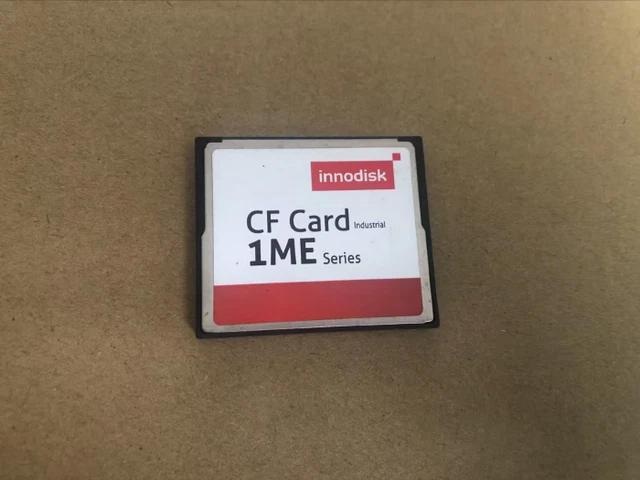 innodisk
CF Card Industrial
1ME Series